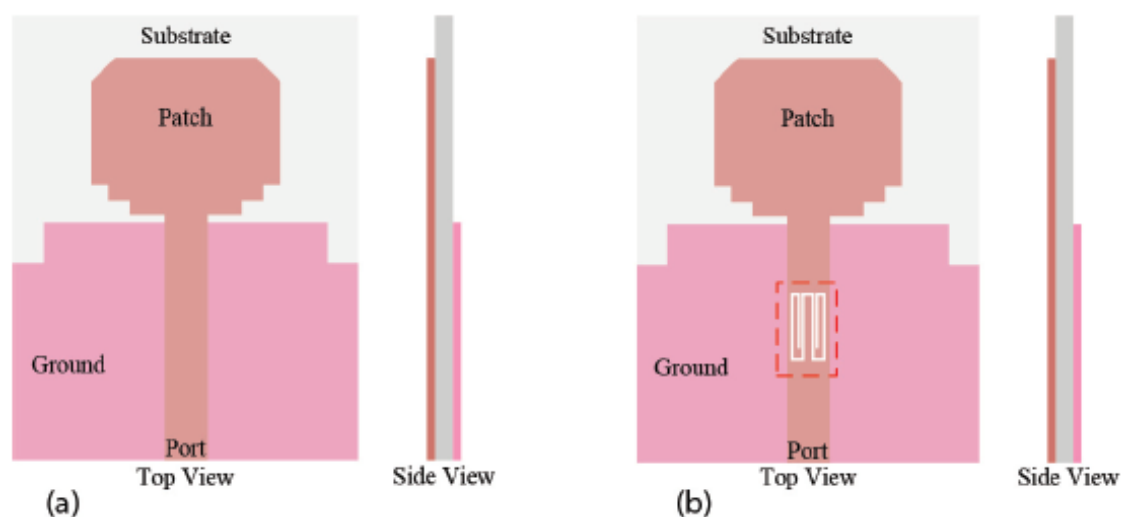 Substrate
Patch
Ground
Port
Top View
Side View
(a)
Substrate
Patch
Ground
Port
Top View
Side View
(b)